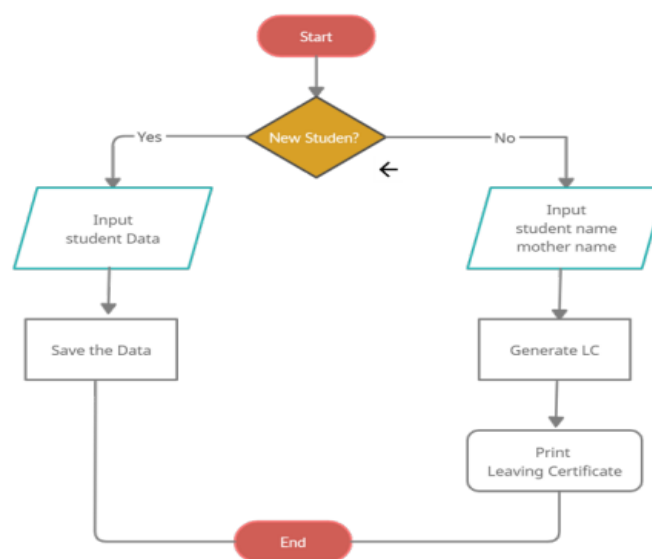 Start
New Studen?
Yes
No
Input
student Data
Input
student name
mother name
Save the Data
Generate LC
Print
Leaving Certificate
End